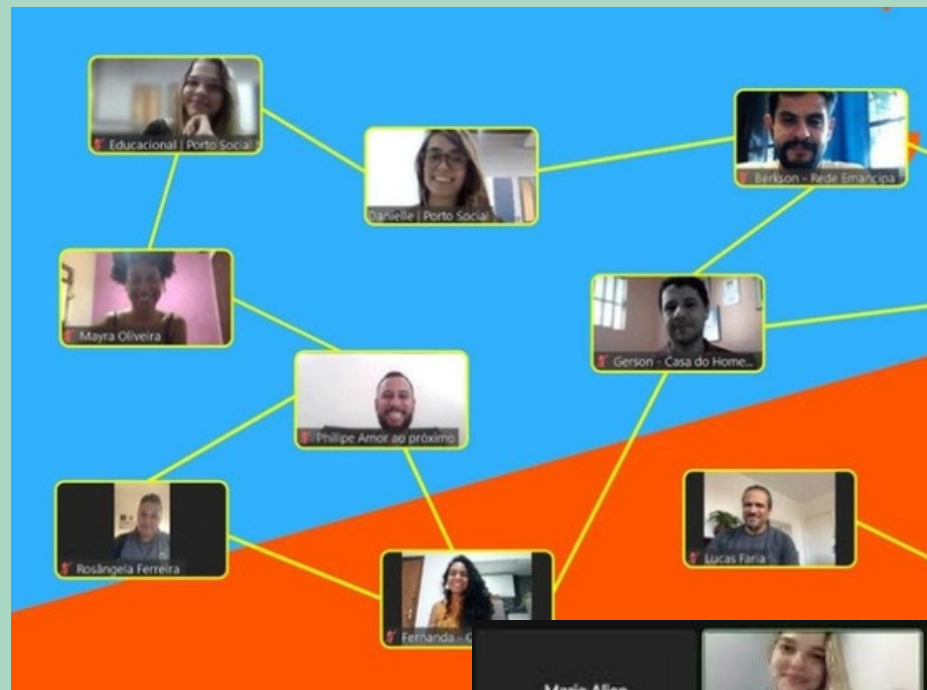 Educacional | Porto Social
Danielle | Porto Social
Berkson - Rede Emancipa
Mayra Oliveira
Gerson - Casa do Home...
Philipe Amor ao próximo
Lucas Faria
Rosângela Ferreira
Fernanda -
Maria Alice